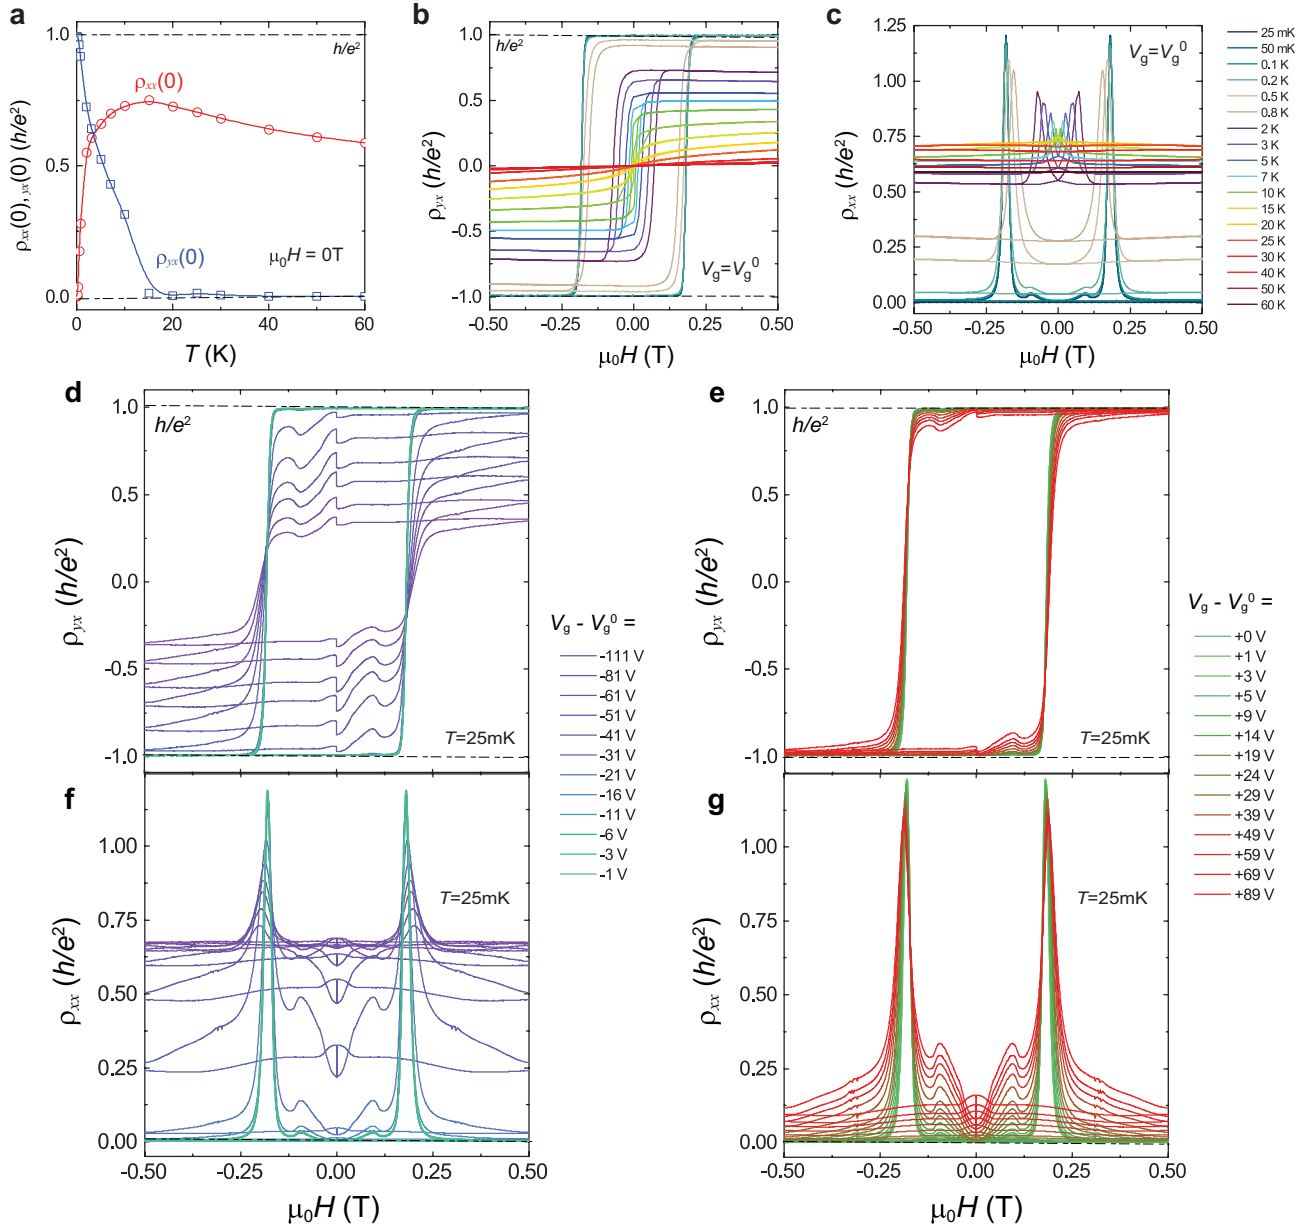 a
h/e²
ρxx(0)
ρyx(0)
μ₀H = 0T
ρxx(0),ρyx(0) (h/e²)
1.0
0.5
0.0
0
20
40
60
T (K)
b
h/e²
Vg=Vg⁰
ρyx (h/e²)
1.0
0.5
0.0
-0.5
-1.0
-0.50
-0.25
0.00
0.25
0.50
μ₀H (T)
c
Vg=Vg⁰
ρxx (h/e²)
1.25
1.00
0.75
0.50
0.25
0.00
-0.50
-0.25
0.00
0.25
0.50
μ₀H (T)
25 mK
50 mK
0.1 K
0.2 K
0.5 K
0.8 K
2 K
3 K
5 K
7 K
10 K
15 K
20 K
25 K
30 K
40 K
50 K
60 K
d
h/e²
T=25mK
ρyx (h/e²)
1.0
0.5
0.0
-0.5
-1.0
f
T=25mK
ρxx (h/e²)
1.00
0.75
0.50
0.25
0.00
-0.50
-0.25
0.00
0.25
0.50
μ₀H (T)
Vg - Vg⁰ =
-111 V
-81 V
-61 V
-51 V
-41 V
-31 V
-21 V
-16 V
-11 V
-6 V
-3 V
-1 V
e
h/e²
T=25mK
ρyx (h/e²)
1.0
0.5
0.0
-0.5
-1.0
g
T=25mK
ρxx (h/e²)
1.00
0.75
0.50
0.25
0.00
-0.50
-0.25
0.00
0.25
0.50
μ₀H (T)
Vg - Vg⁰ =
+0 V
+1 V
+3 V
+5 V
+9 V
+14 V
+19 V
+24 V
+29 V
+39 V
+49 V
+59 V
+69 V
+89 V